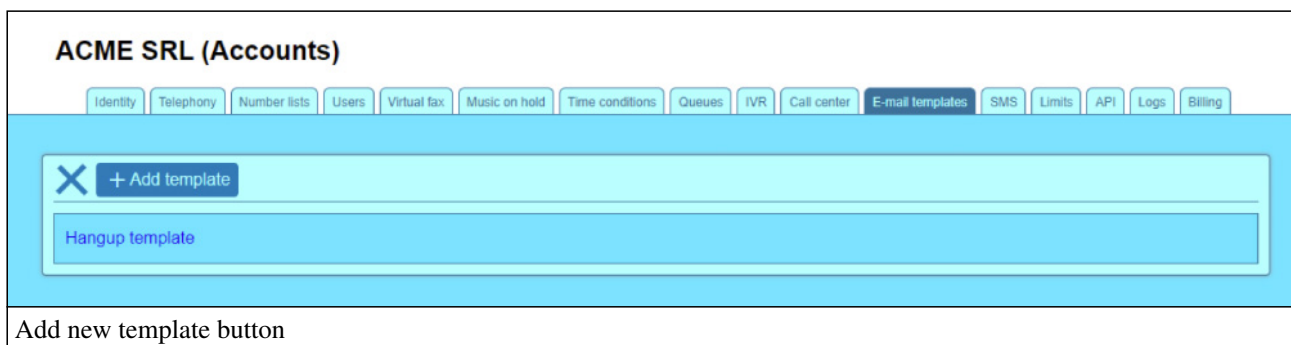 ACME SRL (Accounts)
Identity Telephony Number lists Users Virtual fax Music on hold Time conditions Queues IVR Call center E-mail templates SMS Limits API Logs Billing
+ Add template
Hangup template
Add new template button